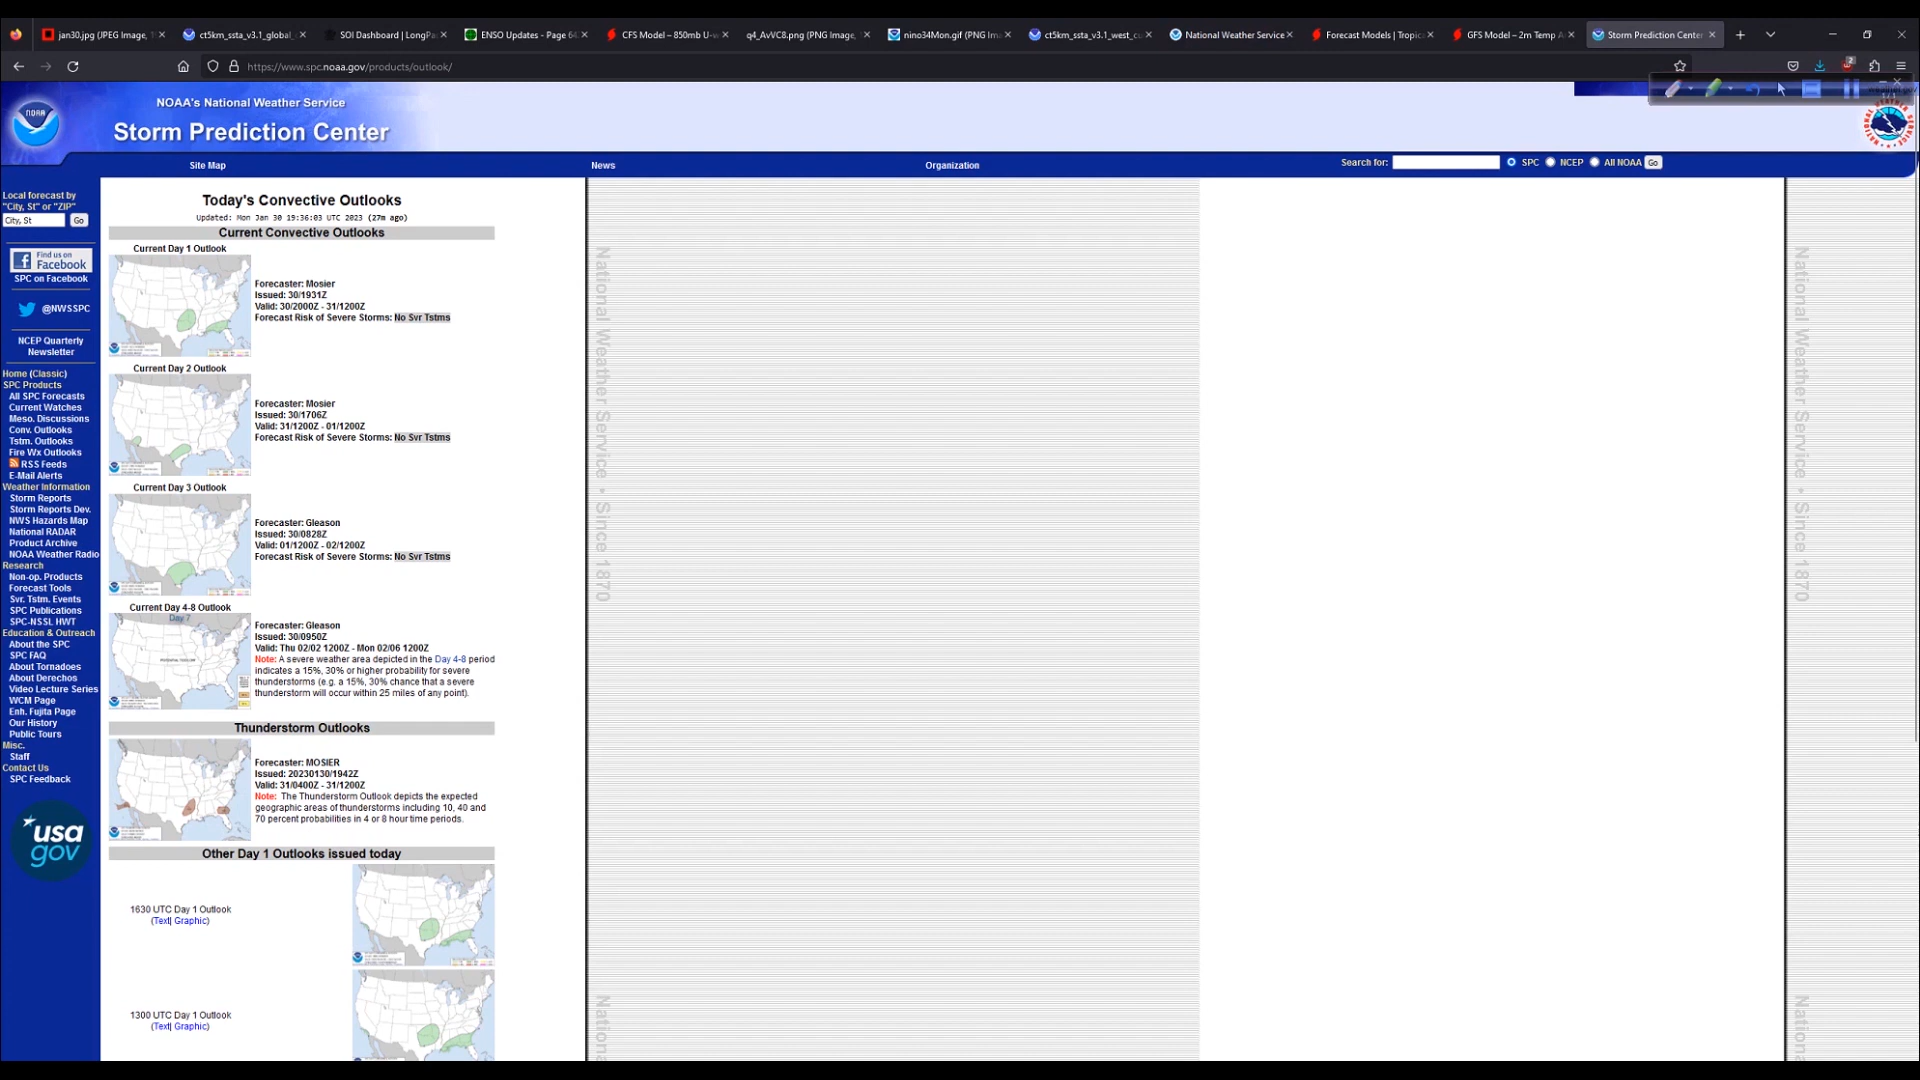 jan30.jpg (JPEG Image, 1
ct5km_ssta_v3.1_global_
SOI Dashboard | LongPa
ENSO Updates - Page 64
CFS Model – 850mb U-w
q4_AvVC8.png (PNG Image,
nino34Mon.gif (PNG Ima
ct5km_ssta_v3.1_west_c
National Weather Service
Forecast Models | Tropic
GFS Model – 2m Temp A
Storm Prediction Center
https://www.spc.noaa.gov/products/outlook/
NOAA's National Weather Service
Storm Prediction Center
weather.gov
NOAA
Site Map
News
Organization
Search for:
SPC
NCEP
All NOAA
Go
Local forecast by
"City, St" or "ZIP"
City, St
Go
Find us on
Facebook
SPC on Facebook
@NWSSPC
NCEP Quarterly
Newsletter
Home (Classic)
SPC Products
All SPC Forecasts
Current Watches
Meso. Discussions
Conv. Outlooks
Tstm. Outlooks
Fire Wx Outlooks
RSS Feeds
E-Mail Alerts
Weather Information
Storm Reports
Storm Reports Dev.
NWS Hazards Map
National RADAR
Product Archive
NOAA Weather Radio
Research
Non-op. Products
Forecast Tools
Svr. Tstm. Events
SPC Publications
SPC-NSSL HWT
Education & Outreach
About the SPC
SPC FAQ
About Tornadoes
About Derechos
Video Lecture Series
WCM Page
Enh. Fujita Page
Our History
Public Tours
Misc.
Staff
Contact Us
SPC Feedback
usa
gov
Today's Convective Outlooks
Updated: Mon Jan 30 19:36:03 UTC 2023 (27m ago)
Current Convective Outlooks
Current Day 1 Outlook
Forecaster: Mosier
Issued: 30/1931Z
Valid: 30/2000Z - 31/1200Z
Forecast Risk of Severe Storms: No Svr Tstms
Current Day 2 Outlook
Forecaster: Mosier
Issued: 30/1706Z
Valid: 31/1200Z - 01/1200Z
Forecast Risk of Severe Storms: No Svr Tstms
Current Day 3 Outlook
Forecaster: Gleason
Issued: 30/0828Z
Valid: 01/1200Z - 02/1200Z
Forecast Risk of Severe Storms: No Svr Tstms
Current Day 4-8 Outlook
Day 7
Forecaster: Gleason
Issued: 30/0950Z
Valid: Thu 02/02 1200Z - Mon 02/06 1200Z
Note: A severe weather area depicted in the Day 4-8 period
indicates a 15%, 30% or higher probability for severe
thunderstorms (e.g. a 15%, 30% chance that a severe
thunderstorm will occur within 25 miles of any point).
Thunderstorm Outlooks
Forecaster: MOSIER
Issued: 20230130/1942Z
Valid: 31/0400Z - 31/1200Z
Note: The Thunderstorm Outlook depicts the expected
geographic areas of thunderstorms including 10, 40 and
70 percent probabilities in 4 or 8 hour time periods.
Other Day 1 Outlooks issued today
1630 UTC Day 1 Outlook
(Text| Graphic)
1300 UTC Day 1 Outlook
(Text| Graphic)
National Weather Service • Since 1870
National Weather Service • Since 1870
Nationa
Nationa